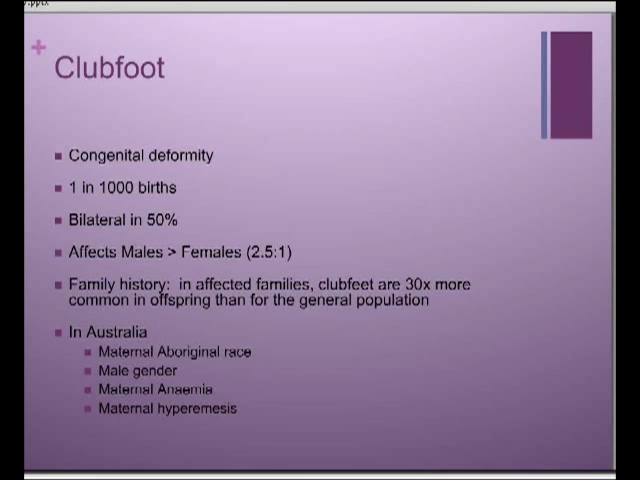 +
Clubfoot
Congenital deformity
1 in 1000 births
Bilateral in 50%
Affects Males > Females (2.5:1)
Family history: in affected families, clubfeet are 30x more
common in offspring than for the general population
In Australia
Maternal Aboriginal race
Male gender
Maternal Anaemia
Maternal hyperemesis